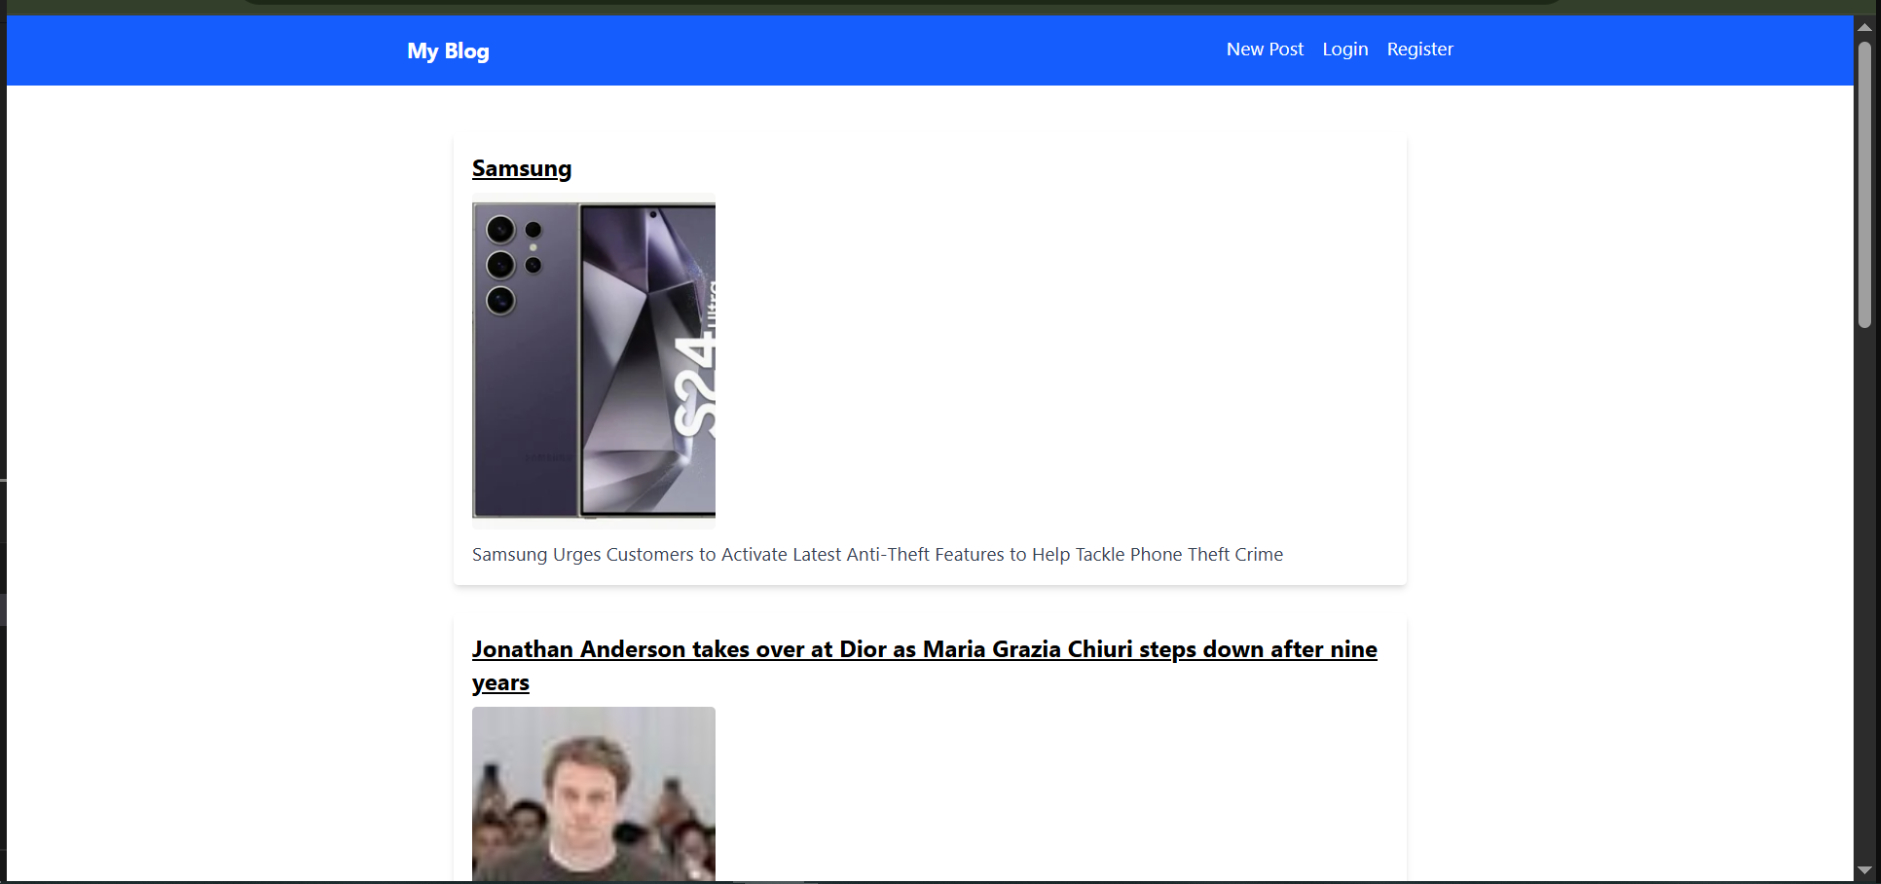 My Blog
New Post Login Register
Samsung
S24 Ultra
Samsung Urges Customers to Activate Latest Anti-Theft Features to Help Tackle Phone Theft Crime
Jonathan Anderson takes over at Dior as Maria Grazia Chiuri steps down after nine
years